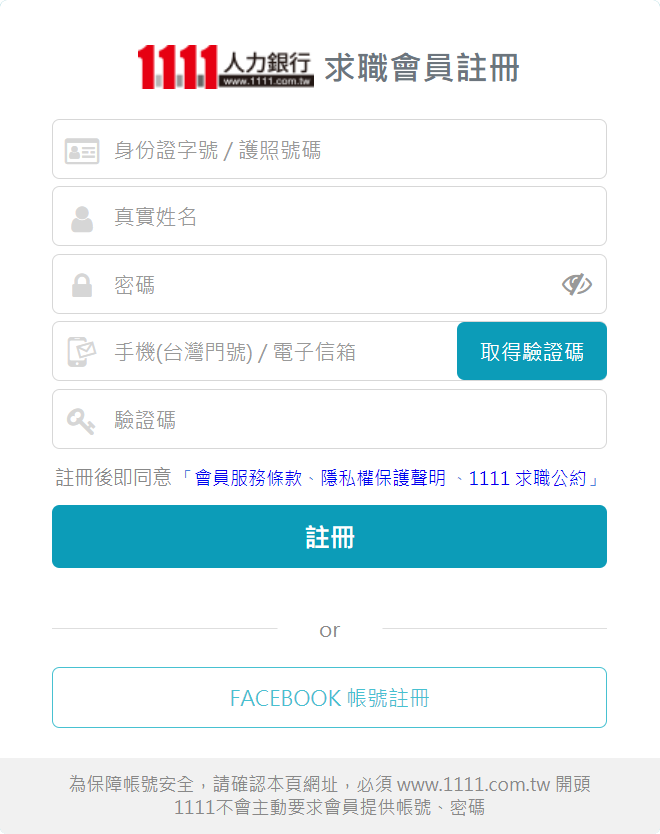 1111 人力銀行 求職會員註冊
www.1111.com.tw
身份證字號 / 護照號碼
真實姓名
密碼
手機(台灣門號) / 電子信箱 取得驗證碼
驗證碼
註冊後即同意「會員服務條款、隱私權保護聲明 、1111 求職公約」
註冊
or
FACEBOOK 帳號註冊
為保障帳號安全，請確認本頁網址，必須 www.1111.com.tw 開頭
1111不會主動要求會員提供帳號、密碼